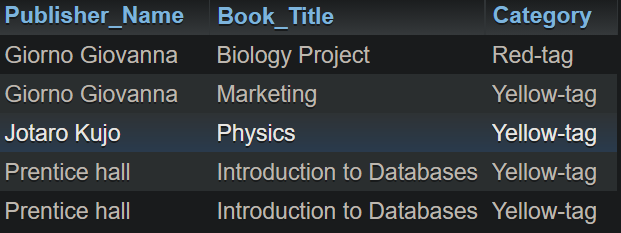 Publisher_Name Book_Title Category
Giorno Giovanna Biology Project Red-tag
Giorno Giovanna Marketing Yellow-tag
Jotaro Kujo Physics Yellow-tag
Prentice hall Introduction to Databases Yellow-tag
Prentice hall Introduction to Databases Yellow-tag